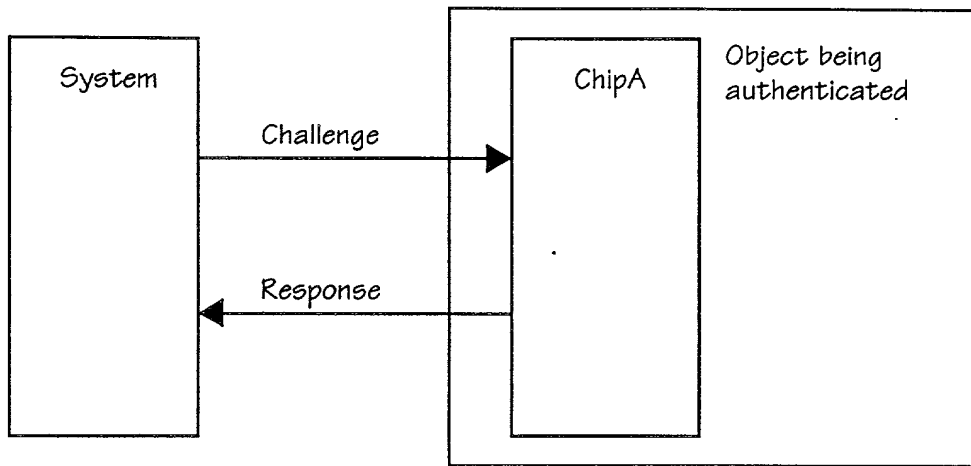 System
ChipA
Object being
authenticated
Challenge
Response